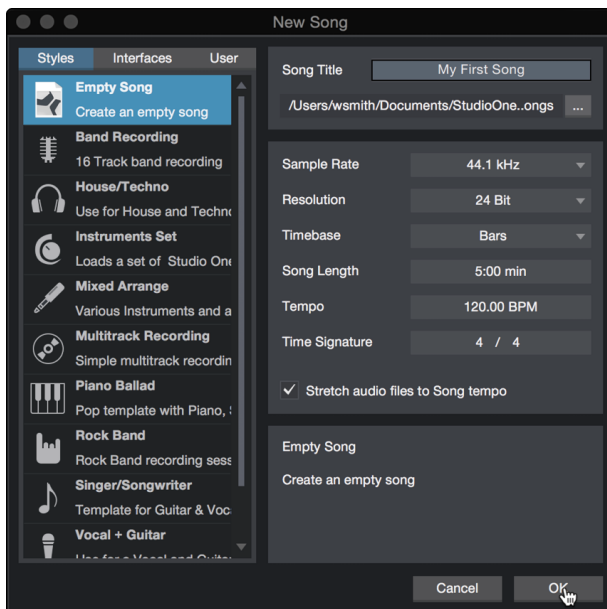 New Song
Styles Interfaces User
Empty Song
Create an empty song
Band Recording
16 Track band recording
House/Techno
Use for House and Techno
Instruments Set
Loads a set of Studio One
Mixed Arrange
Various Instruments and a
Multitrack Recording
Simple multitrack recordin
Piano Ballad
Pop template with Piano,
Rock Band
Rock Band recording sess
Singer/Songwriter
Template for Guitar & Voc
Vocal + Guitar
Use for a Vocal and Guitar
Song Title My First Song
/Users/wsmith/Documents/StudioOne..ongs ...
Sample Rate 44.1 kHz
Resolution 24 Bit
Timebase Bars
Song Length 5:00 min
Tempo 120.00 BPM
Time Signature 4 / 4
Stretch audio files to Song tempo
Empty Song
Create an empty song
Cancel OK